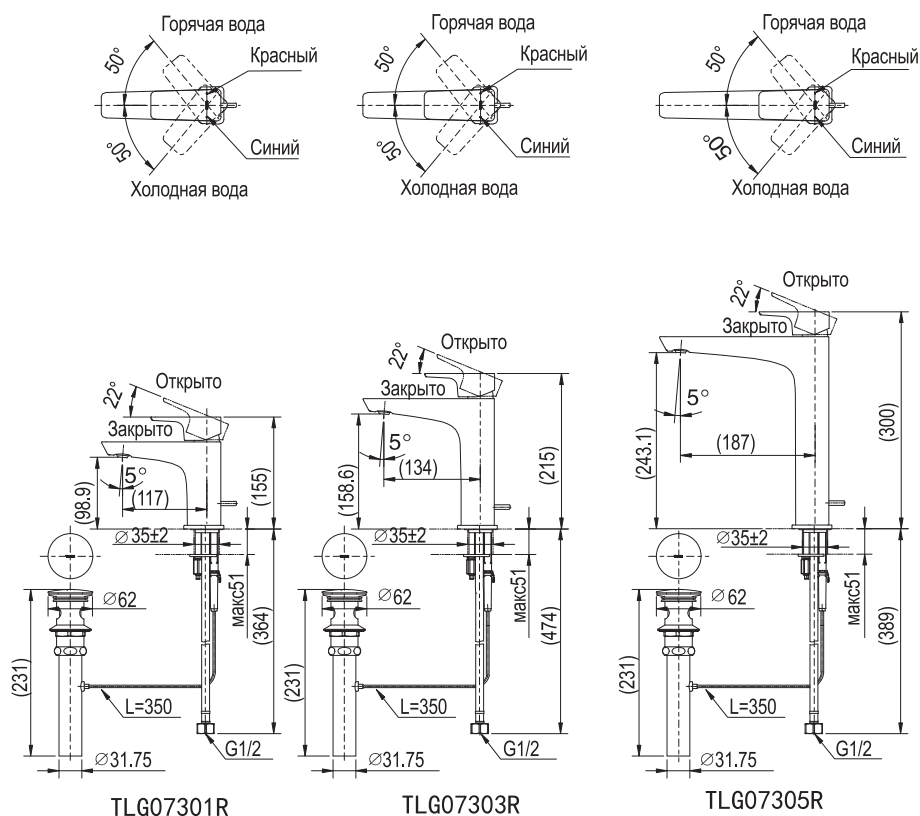 Горячая вода
50°
Красный
50°
Синий
Холодная вода
Горячая вода
50°
Красный
50°
Синий
Холодная вода
Горячая вода
50°
Красный
50°
Синий
Холодная вода
22°
Открыто
Закрыто
5°
(117)
(98.9)
(155)
∅35±2
макс51
(364)
∅62
(231)
L=350
G1/2
∅31.75
TLG07301R
22°
Открыто
Закрыто
5°
(134)
(158.6)
(215)
∅35±2
макс51
(474)
∅62
(231)
L=350
G1/2
∅31.75
TLG07303R
22°
Открыто
Закрыто
5°
(187)
(243.1)
(300)
∅35±2
макс51
(389)
∅62
(231)
L=350
G1/2
∅31.75
TLG07305R